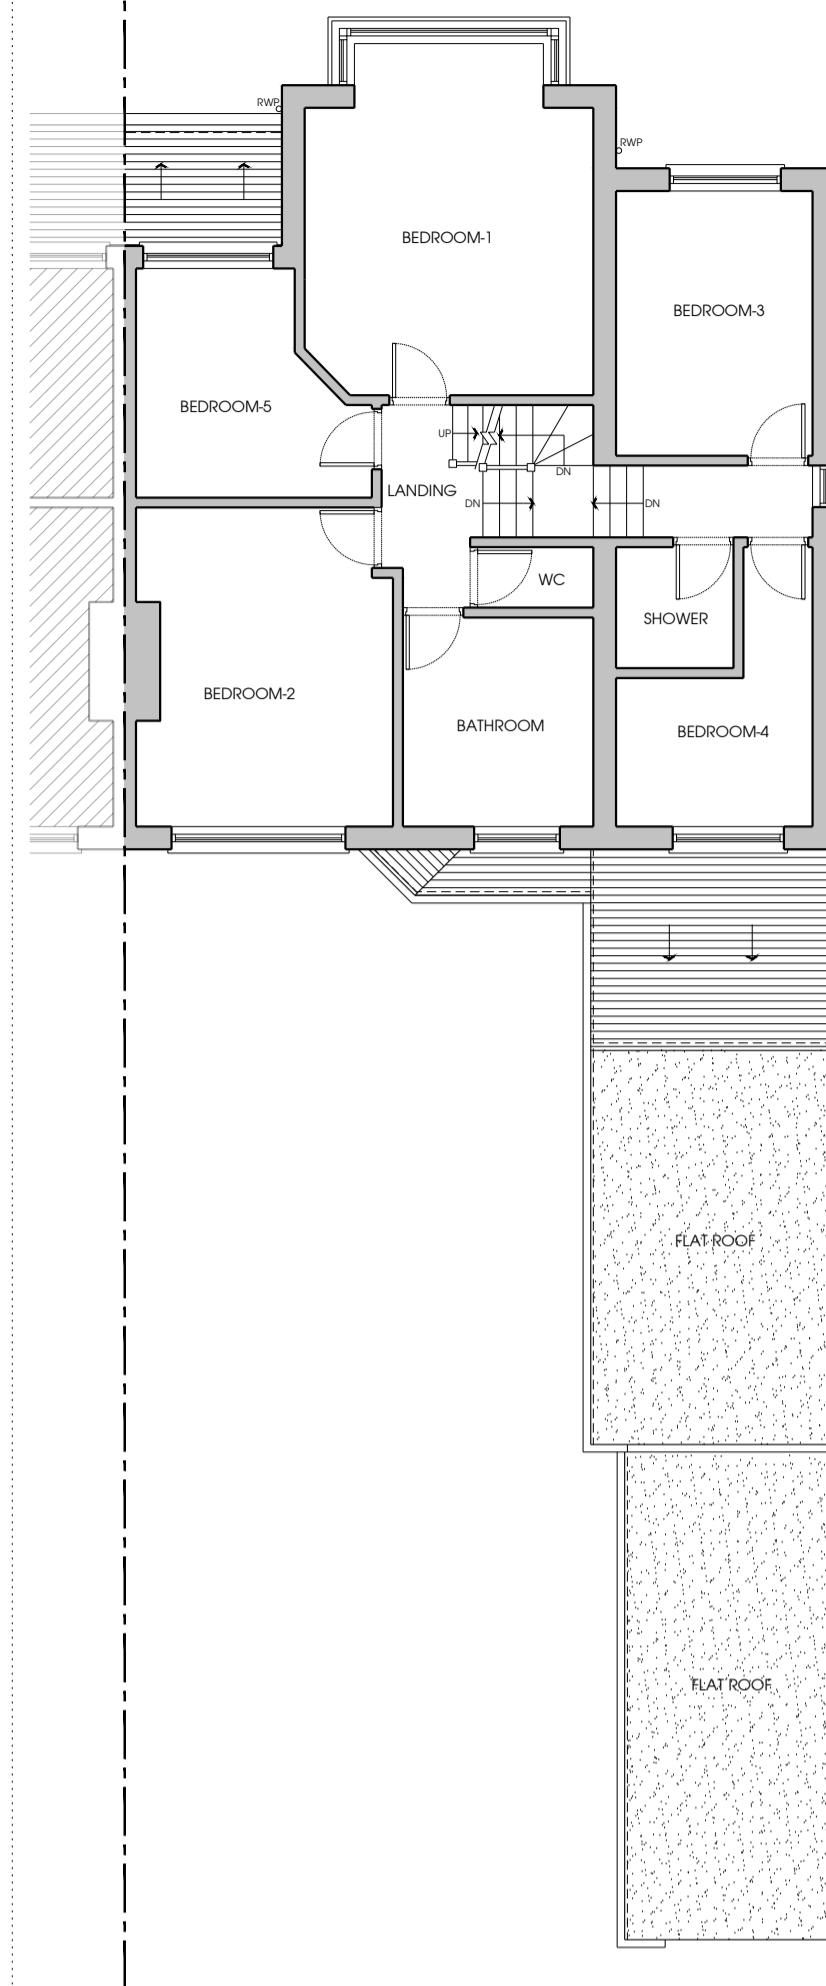 RWP
RWP
BEDROOM-1
BEDROOM-3
BEDROOM-5
UP
DN
LANDING
DN
DN
WC
SHOWER
BEDROOM-2
BATHROOM
BEDROOM-4
FLAT ROOF
FLAT ROOF